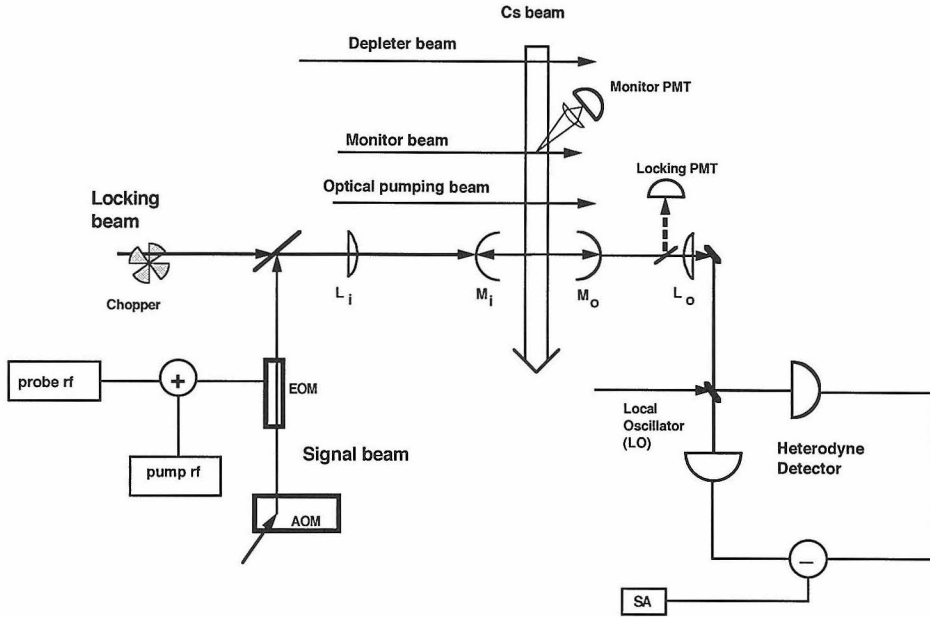 Cs beam
Depleter beam
Monitor PMT
Monitor beam
Locking PMT
Optical pumping beam
Locking
beam
Chopper
L i
M i
M o
L o
probe rf
+
EOM
Local
Oscillator
(LO)
Heterodyne
Detector
pump rf
Signal beam
AOM
−
SA